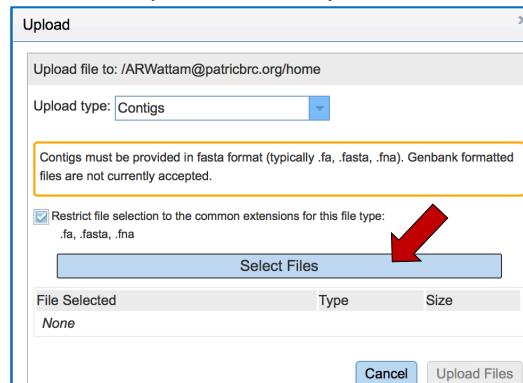 Upload
Upload file to: /ARWattam@patricbrc.org/home
Upload type: Contigs
Contigs must be provided in fasta format (typically .fa, .fasta, .fna). Genbank formatted
files are not currently accepted.
Restrict file selection to the common extensions for this file type:
.fa, .fasta, .fna
Select Files
File Selected Type Size
None
Cancel Upload Files